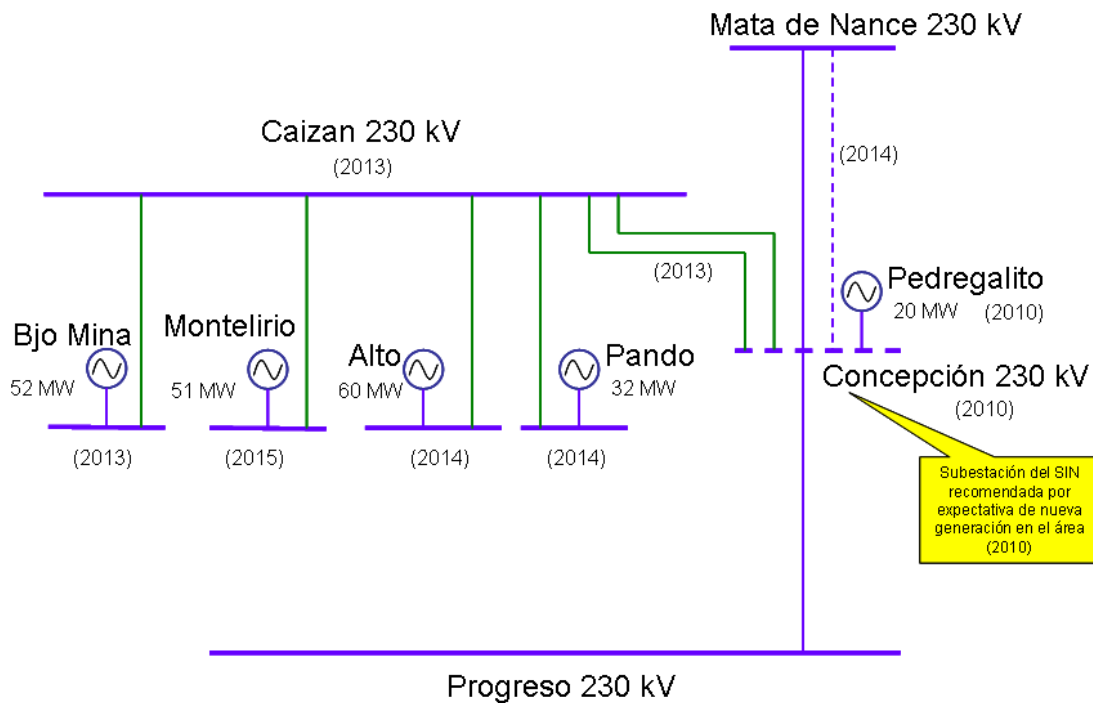 Mata de Nance 230 kV
Caizan 230 kV
(2013)
(2014)
(2013)
Pedregalito
20 MW (2010)
Bjo Mina
52 MW
Montelirio
51 MW
Alto
60 MW
Pando
32 MW
Concepción 230 kV
(2010)
(2013)
(2015)
(2014)
(2014)
Subestación del SIN
recomendada por
expectativa de nueva
generación en el área
(2010)
Progreso 230 kV